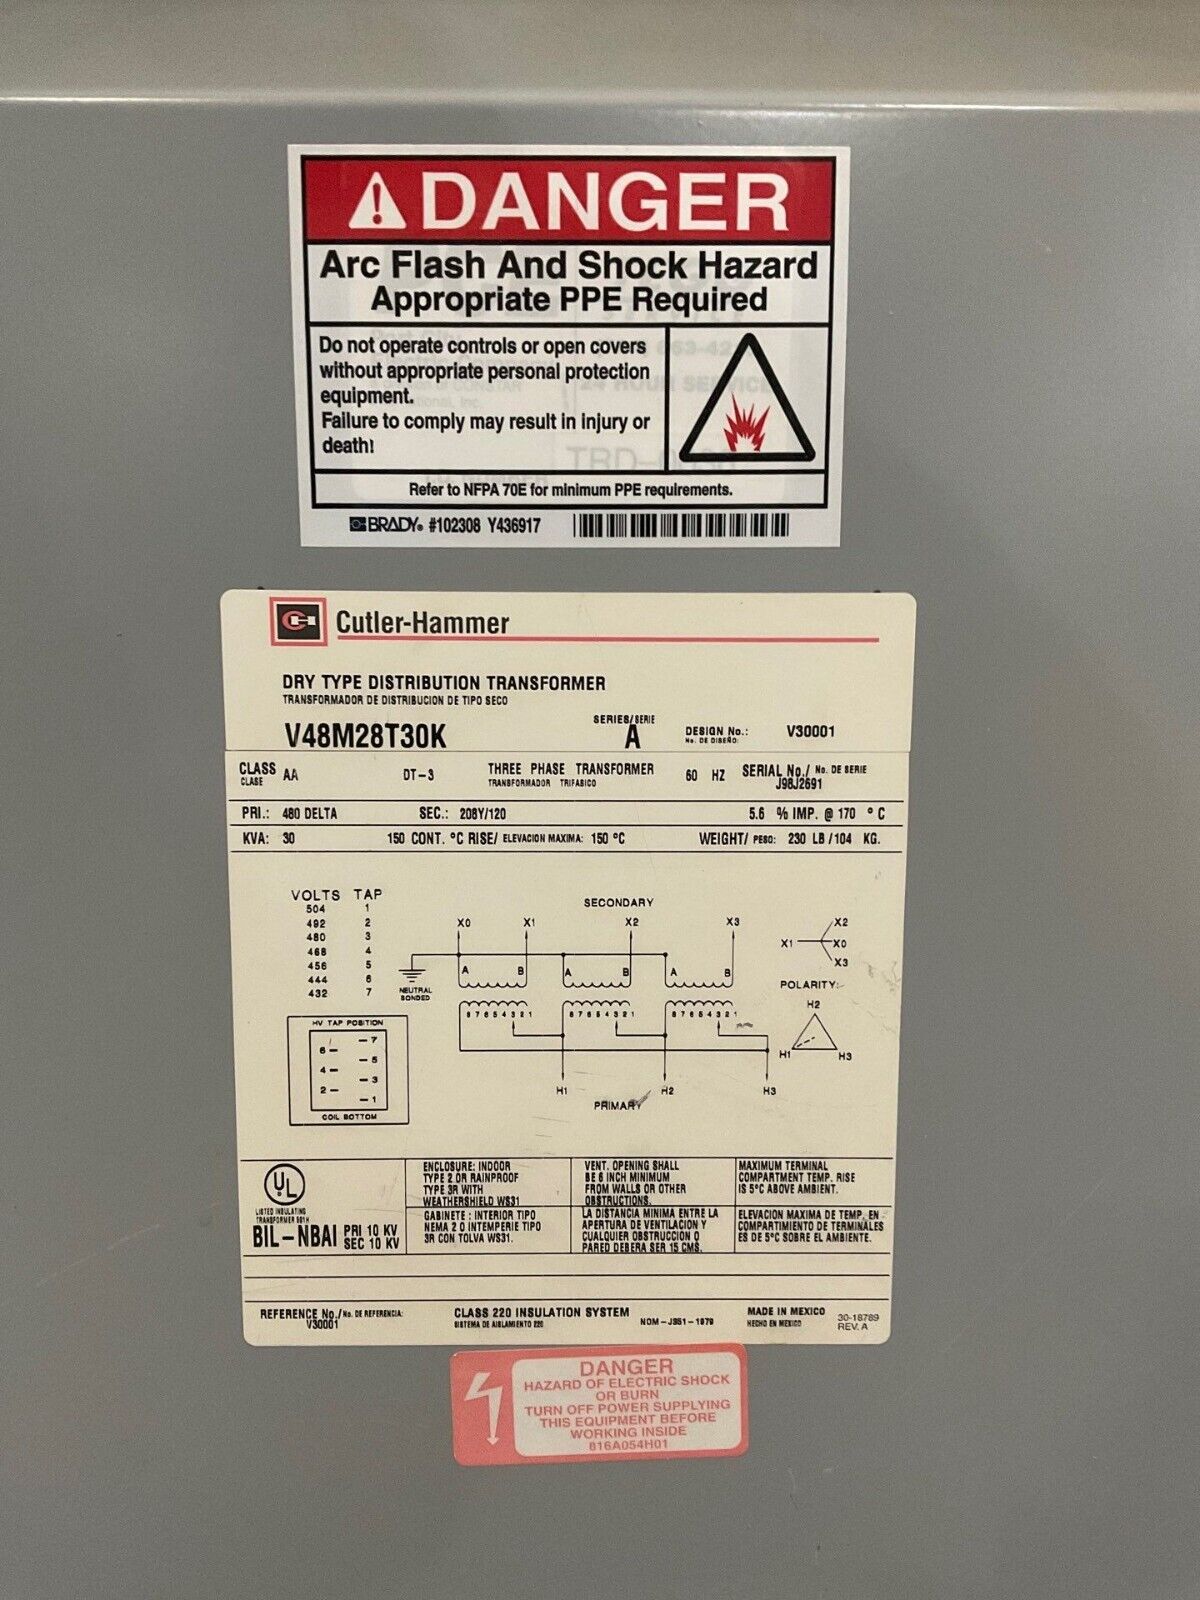 DANGER
Arc Flash And Shock Hazard
Appropriate PPE Required
Do not operate controls or open covers
without appropriate personal protection
equipment.
Failure to comply may result in injury or
death!
Refer to NFPA 70E for minimum PPE requirements.
BRADY® #102308 Y436917
Cutler-Hammer
DRY TYPE DISTRIBUTION TRANSFORMER
TRANSFORMADOR DE DISTRIBUCION DE TIPO SECO
V48M28T30K SERIES/SERIE A DESIGN No.: V30001
No. DE DISEÑO:
CLASS AA DT-3 THREE PHASE TRANSFORMER 60 HZ SERIAL No./ No. DE SERIE
CLASE TRANSFORMADOR TRIFASICO J98J2691
PRI.: 480 DELTA SEC.: 208Y/120 5.6 % IMP. @ 170 °C
KVA: 30 150 CONT. °C RISE/ ELEVACION MAXIMA: 150 °C WEIGHT/ PESO: 230 LB/104 KG.
VOLTS TAP
504 1
492 2
480 3
468 4
456 5
444 6
432 7
HV TAP POSITION
7
6
5
4
3
2
1
COIL BOTTOM
SECONDARY
X0 X1 X2 X3
A B A B A B
NEUTRAL
BONDED
8 7 6 5 4 3 2 1 8 7 6 5 4 3 2 1 8 7 6 5 4 3 2 1
H1 H2 H3
PRIMARY
X2
X1 X0
X3
POLARITY:
H2
H1 H3
UL
LISTED INSULATING
TRANSFORMER 591H
BIL-NBAI PRI 10 KV
SEC 10 KV
ENCLOSURE: INDOOR
TYPE 2 OR RAINPROOF
TYPE 3R WITH
WEATHERSHIELD WS31
GABINETE: INTERIOR TIPO
NEMA 2 O INTEMPERIE TIPO
3R CON TOLVA WS31.
VENT. OPENING SHALL
BE 6 INCH MINIMUM
FROM WALLS OR OTHER
OBSTRUCTIONS.
LA DISTANCIA MINIMA ENTRE LA
APERTURA DE VENTILACION Y
CUALQUIER OBSTRUCCION O
PARED DEBERA SER 15 CMS.
MAXIMUM TERMINAL
COMPARTMENT TEMP. RISE
IS 5°C ABOVE AMBIENT.
ELEVACION MAXIMA DE TEMP. EN
COMPARTIMIENTO DE TERMINALES
ES DE 5°C SOBRE EL AMBIENTE.
REFERENCE No./No. DE REFERENCIA: CLASS 220 INSULATION SYSTEM MADE IN MEXICO 30-18789
V30001 SISTEMA DE AISLAMIENTO 220 NOM-J351-1979 HECHO EN MEXICO REV. A
DANGER
HAZARD OF ELECTRIC SHOCK
OR BURN
TURN OFF POWER SUPPLYING
THIS EQUIPMENT BEFORE
WORKING INSIDE
816A054H01